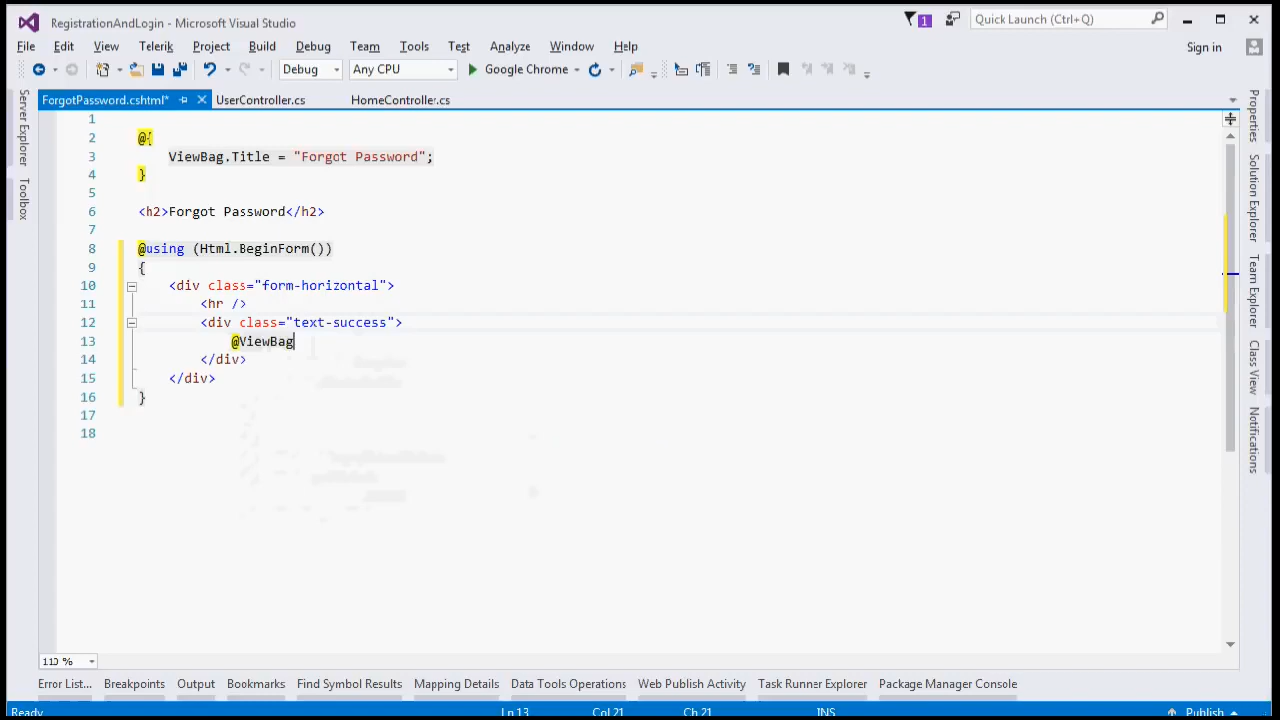 RegistrationAndLogin - Microsoft Visual Studio
1
Quick Launch (Ctrl+Q)
File Edit View Telerik Project Build Debug Team Tools Test Analyze Window Help
Sign in
Debug Any CPU Google Chrome
ForgotPassword.cshtml* UserController.cs HomeController.cs
Server Explorer
Toolbox
1
2 @{
3 ViewBag.Title = "Forgot Password";
4 }
5
6 <h2>Forgot Password</h2>
7
8 @using (Html.BeginForm())
9 {
10 <div class="form-horizontal">
11 <hr />
12 <div class="text-success">
13 @ViewBag
14 </div>
15 </div>
16 }
17
18
Properties
Solution Explorer
Team Explorer
Class View
Notifications
110 %
Error List... Breakpoints Output Bookmarks Find Symbol Results Mapping Details Data Tools Operations Web Publish Activity Task Runner Explorer Package Manager Console
Ready Ln 13 Col 21 Ch 21 INS Publish